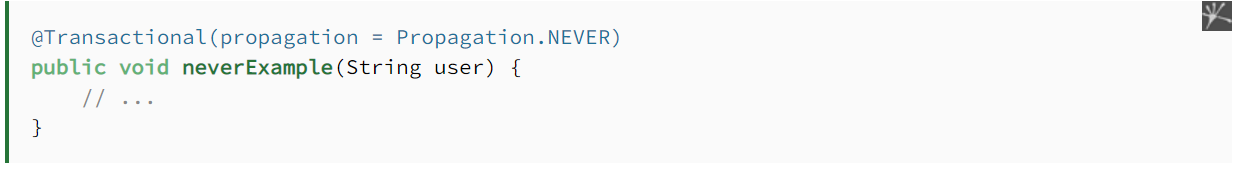 @Transactional(propagation = Propagation.NEVER)
public void neverExample(String user) {
    // ...
}